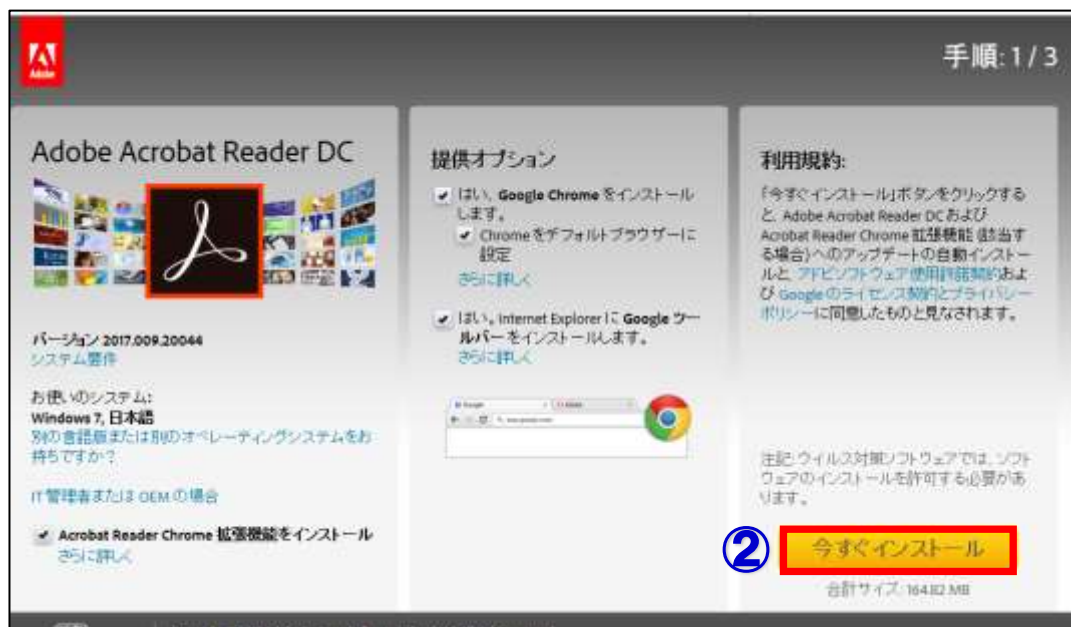 Adobe
手順: 1 / 3
Adobe Acrobat Reader DC
バージョン 2017.009.20044
システム要件
お使いのシステム:
Windows 7, 日本語
別の言語版または別のオペレーティングシステムをお
持ちですか?
IT 管理者または OEM の場合
Acrobat Reader Chrome 拡張機能をインストール
さらに詳しく
提供オプション
はい、Google Chrome をインストール
します。
Chrome をデフォルトブラウザーに
設定
さらに詳しく
はい。Internet Explorer に Google ツー
ルバーをインストールします。
さらに詳しく
利用規約:
「今すぐインストール」ボタンをクリックする
と、Adobe Acrobat Reader DC および
Acrobat Reader Chrome 拡張機能 (該当す
る場合) へのアップデートの自動インストー
ルと、アドビソフトウェア使用許諾契約およ
び Google のライセンス契約とプライバシー
ポリシーに同意したものと見なされます。
注記: ウイルス対策ソフトウェアでは、ソフト
ウェアのインストールを許可する必要があ
ります。
② 今すぐインストール
合計サイズ: 164.82 MB